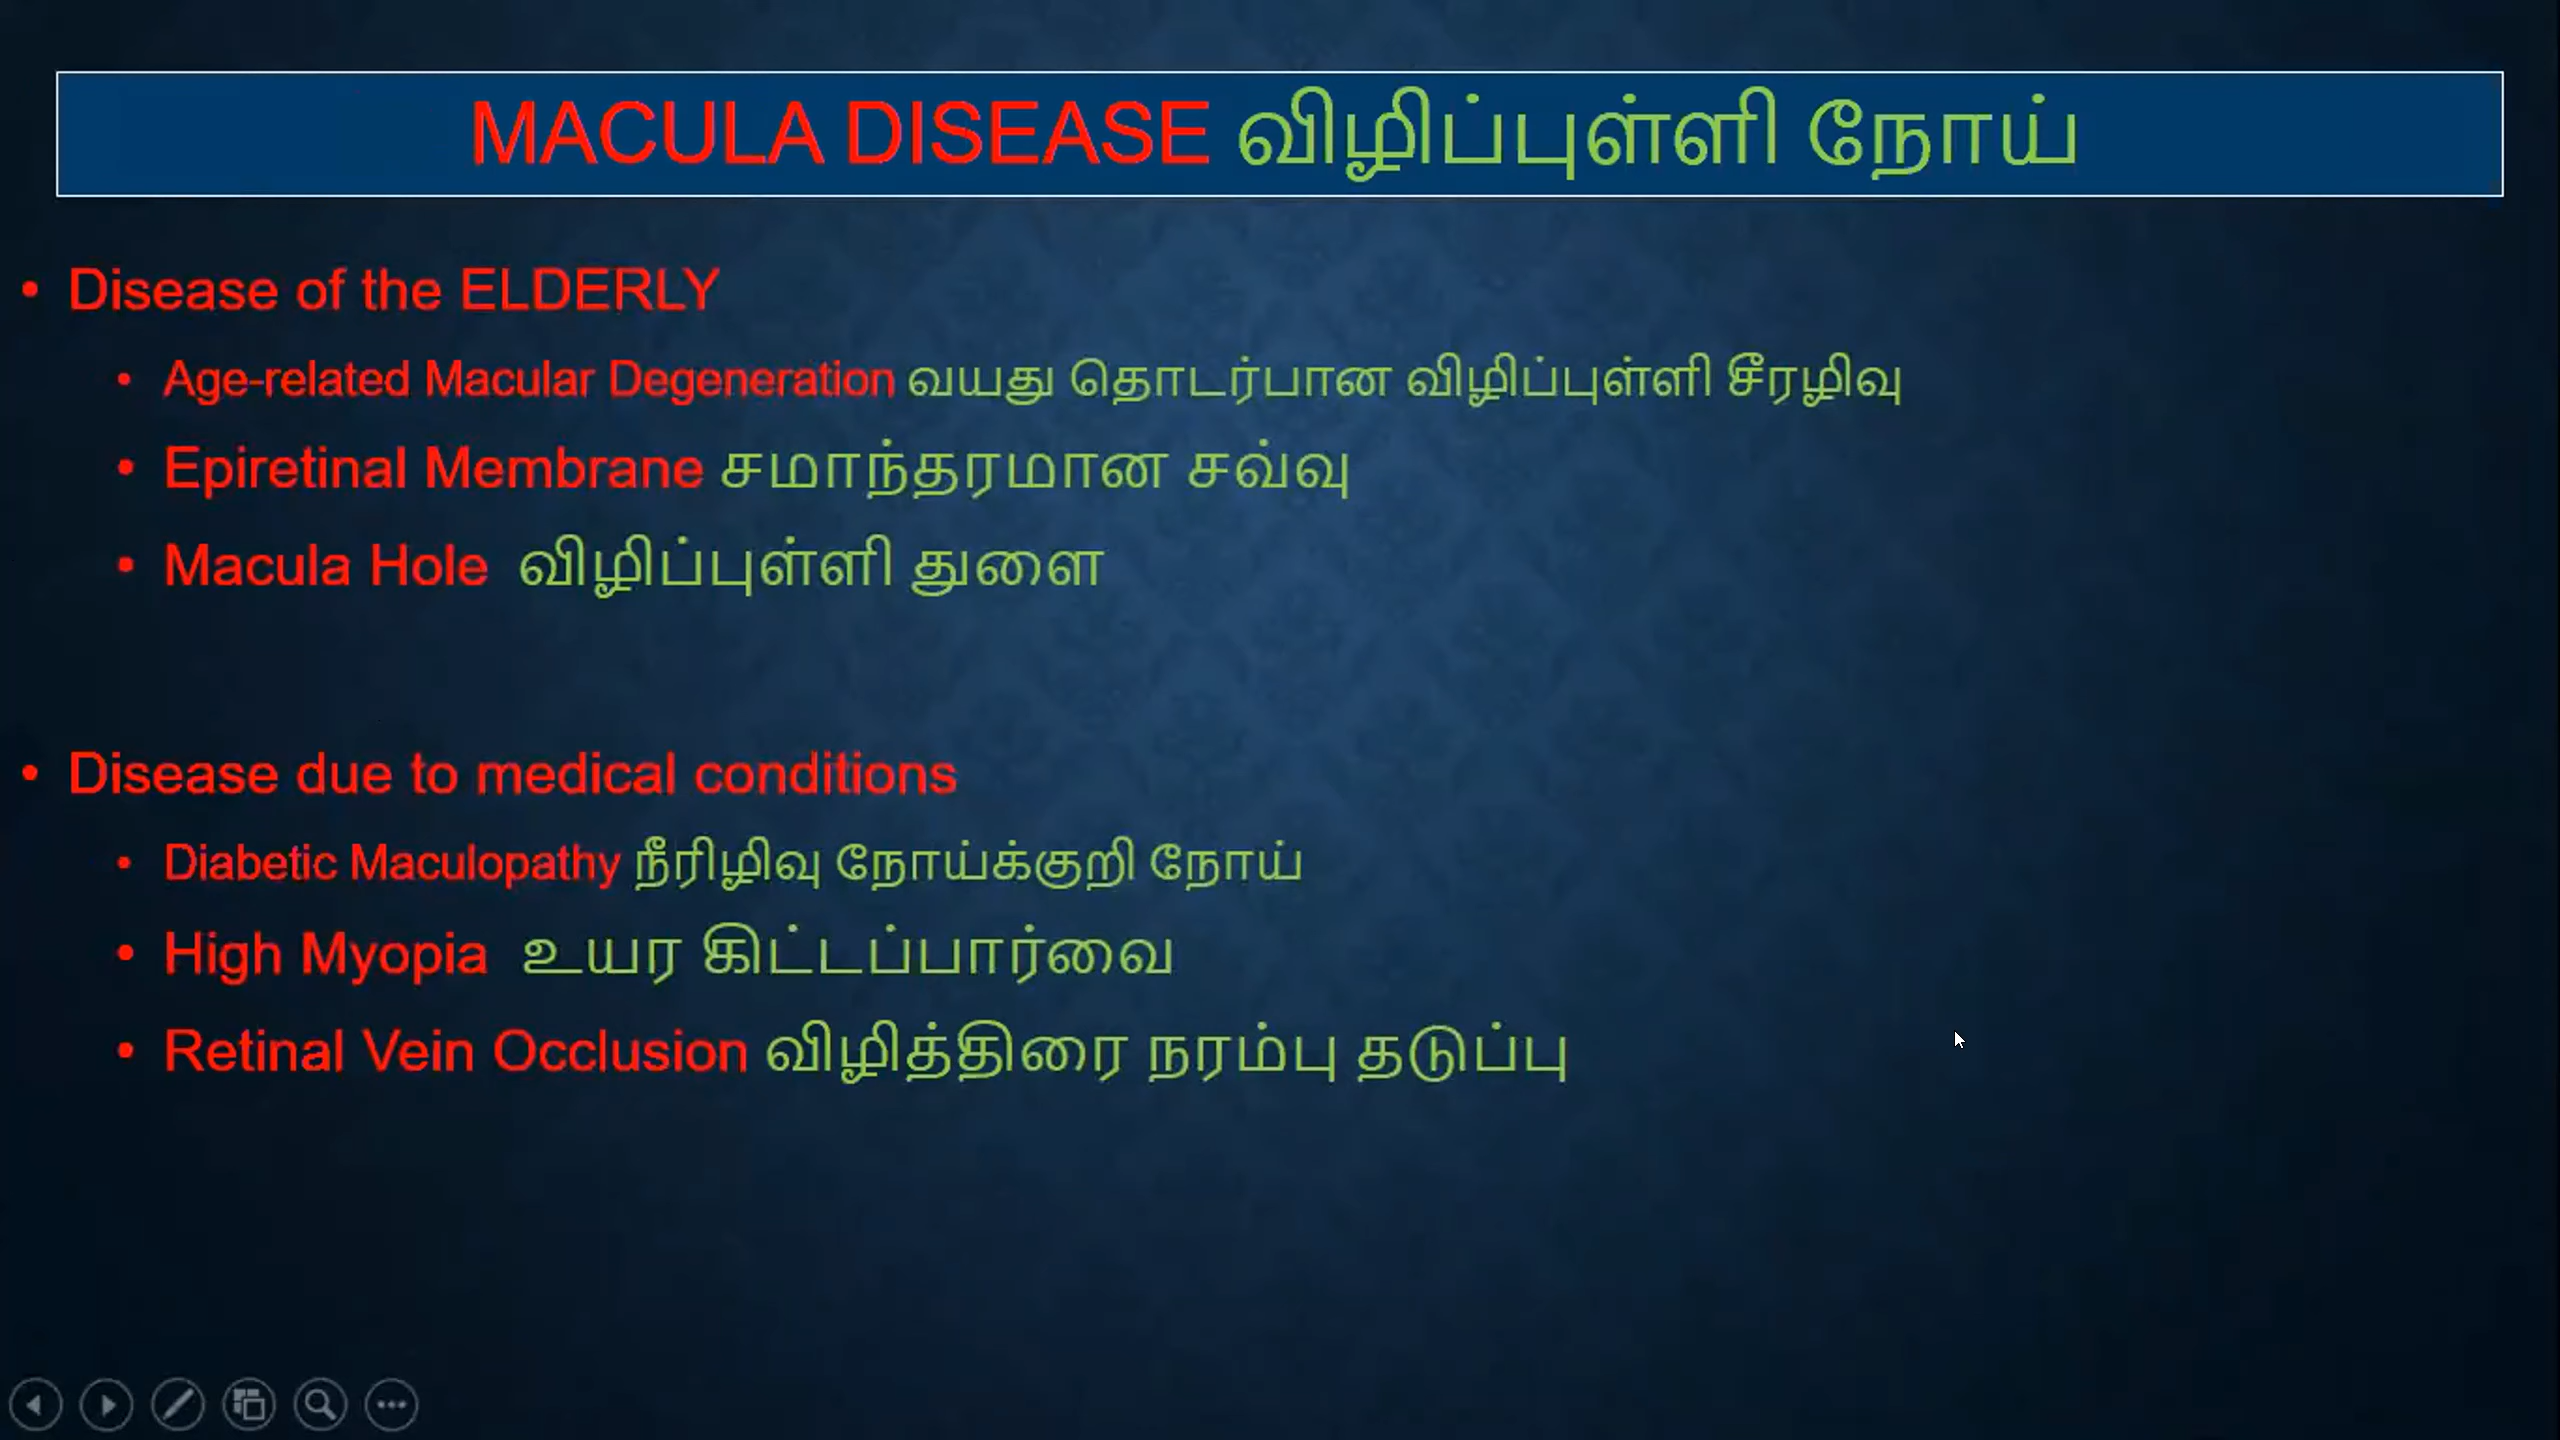 MACULA DISEASE விழிப்புள்ளி நோய்
• Disease of the ELDERLY
• Age-related Macular Degeneration வயது தொடர்பான விழிப்புள்ளி சீரழிவு
• Epiretinal Membrane சமாந்தரமான சவ்வு
• Macula Hole விழிப்புள்ளி துளை
• Disease due to medical conditions
• Diabetic Maculopathy நீரிழிவு நோய்க்குறி நோய்
• High Myopia உயர கிட்டப்பார்வை
• Retinal Vein Occlusion விழித்திரை நரம்பு தடுப்பு